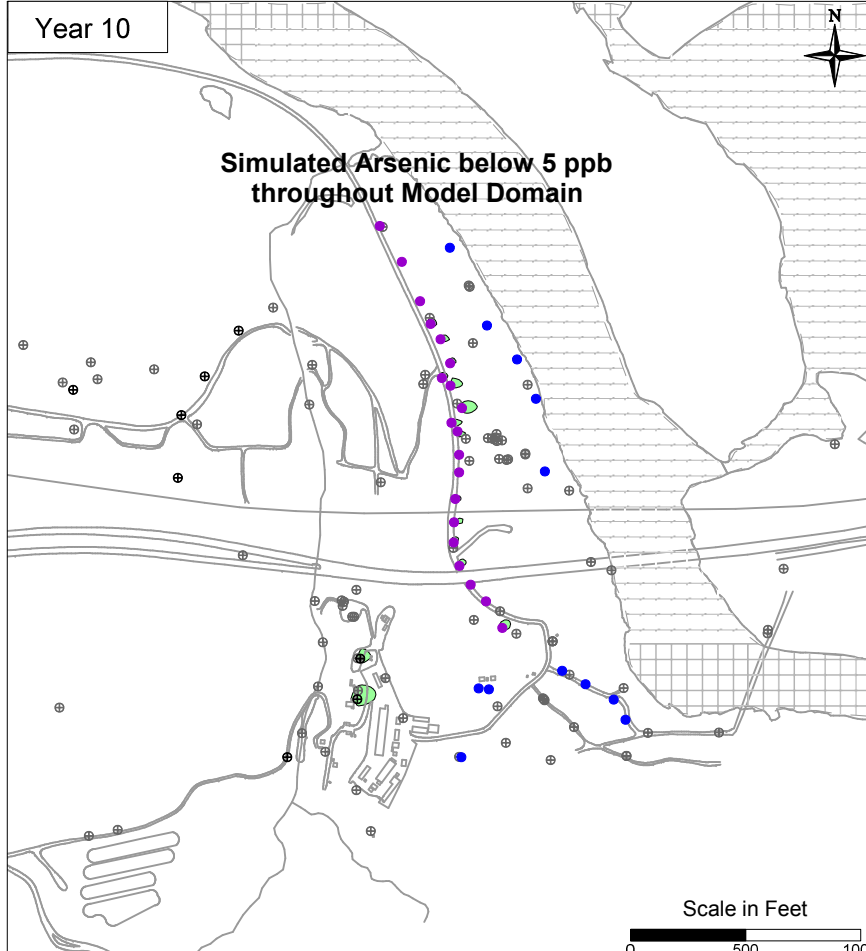 Year 10
N
Simulated Arsenic below 5 ppb
throughout Model Domain
Scale in Feet
0 500